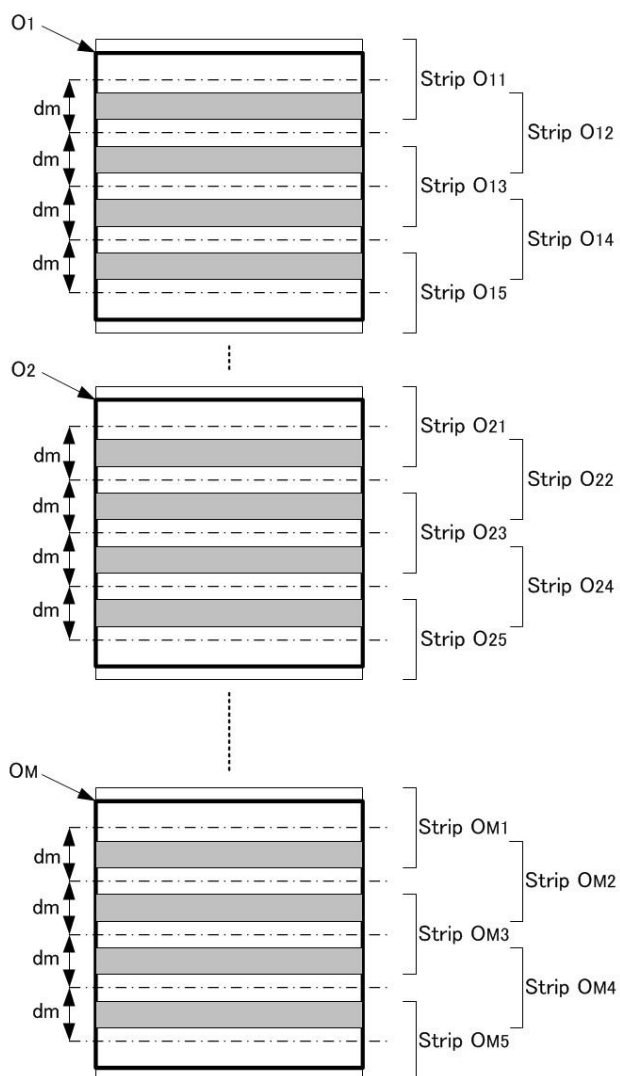 O1
Strip O11
dm
Strip O12
dm
Strip O13
dm
Strip O14
dm
Strip O15
O2
Strip O21
dm
Strip O22
dm
Strip O23
dm
Strip O24
dm
Strip O25
OM
Strip OM1
dm
Strip OM2
dm
Strip OM3
dm
Strip OM4
dm
Strip OM5